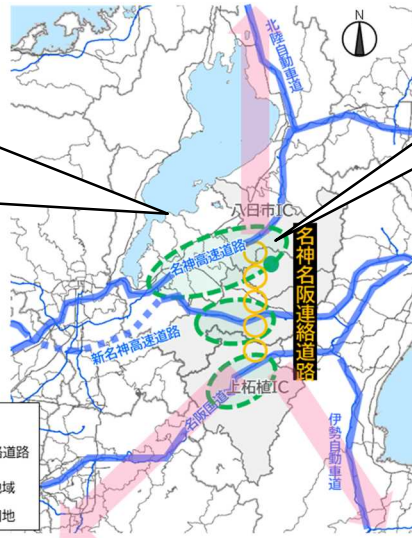 N
北陸自動車道
八日市IC
名神高速道路
名神名阪連絡道路
新名神高速道路
上柘植IC
名阪国道
伊勢自動車道
絡道路
地域
地